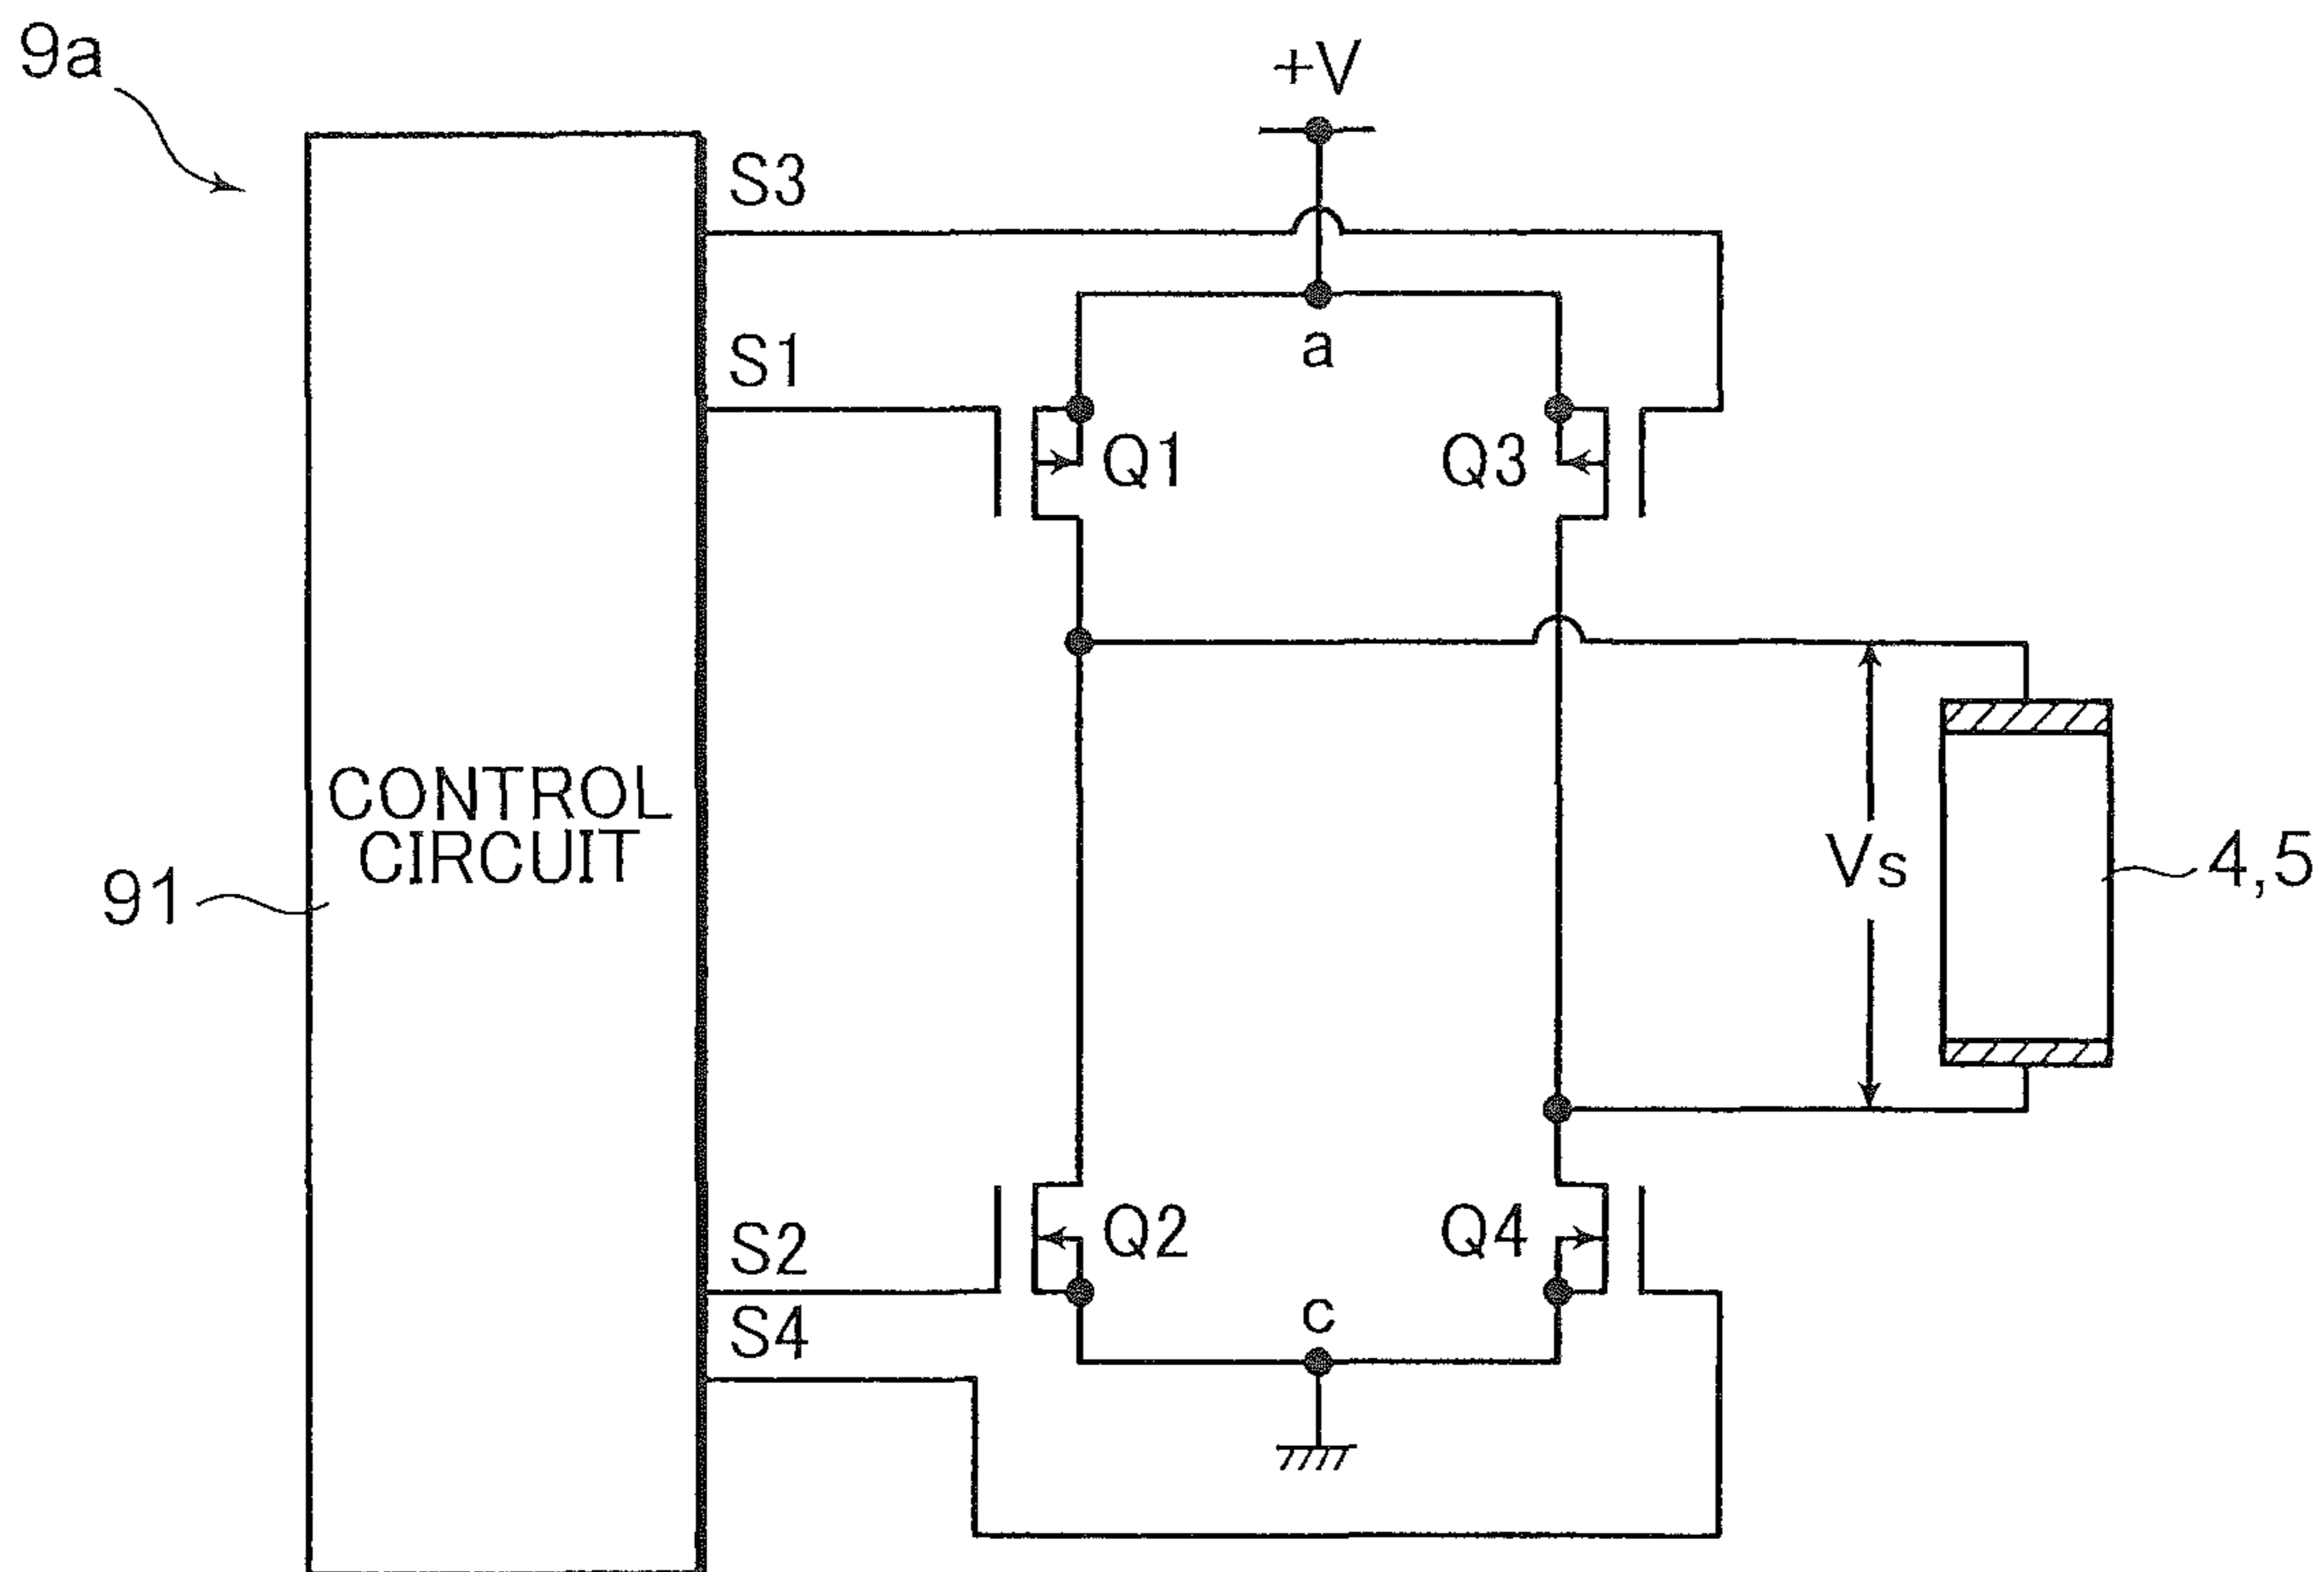 9a
+V
S3
a
S1
Q1
Q3
CONTROL
CIRCUIT
91
Vs
4,5
S2
Q2
Q4
S4
c